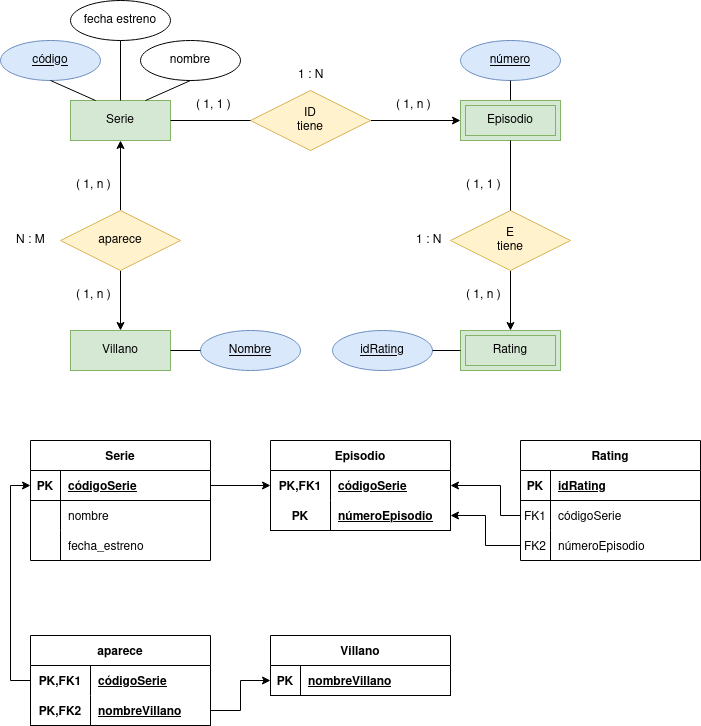 fecha estreno
código
nombre
número
1 : N
( 1, 1 )
( 1, n )
Serie
ID
tiene
Episodio
( 1, n )
( 1, 1 )
N : M
aparece
1 : N
E
tiene
( 1, n )
( 1, n )
Villano
Nombre
idRating
Rating
Serie
PK códigoSerie
nombre
fecha_estreno
Episodio
PK,FK1 códigoSerie
PK númeroEpisodio
Rating
PK idRating
FK1 códigoSerie
FK2 númeroEpisodio
aparece
PK,FK1 códigoSerie
PK,FK2 nombreVillano
Villano
PK nombreVillano